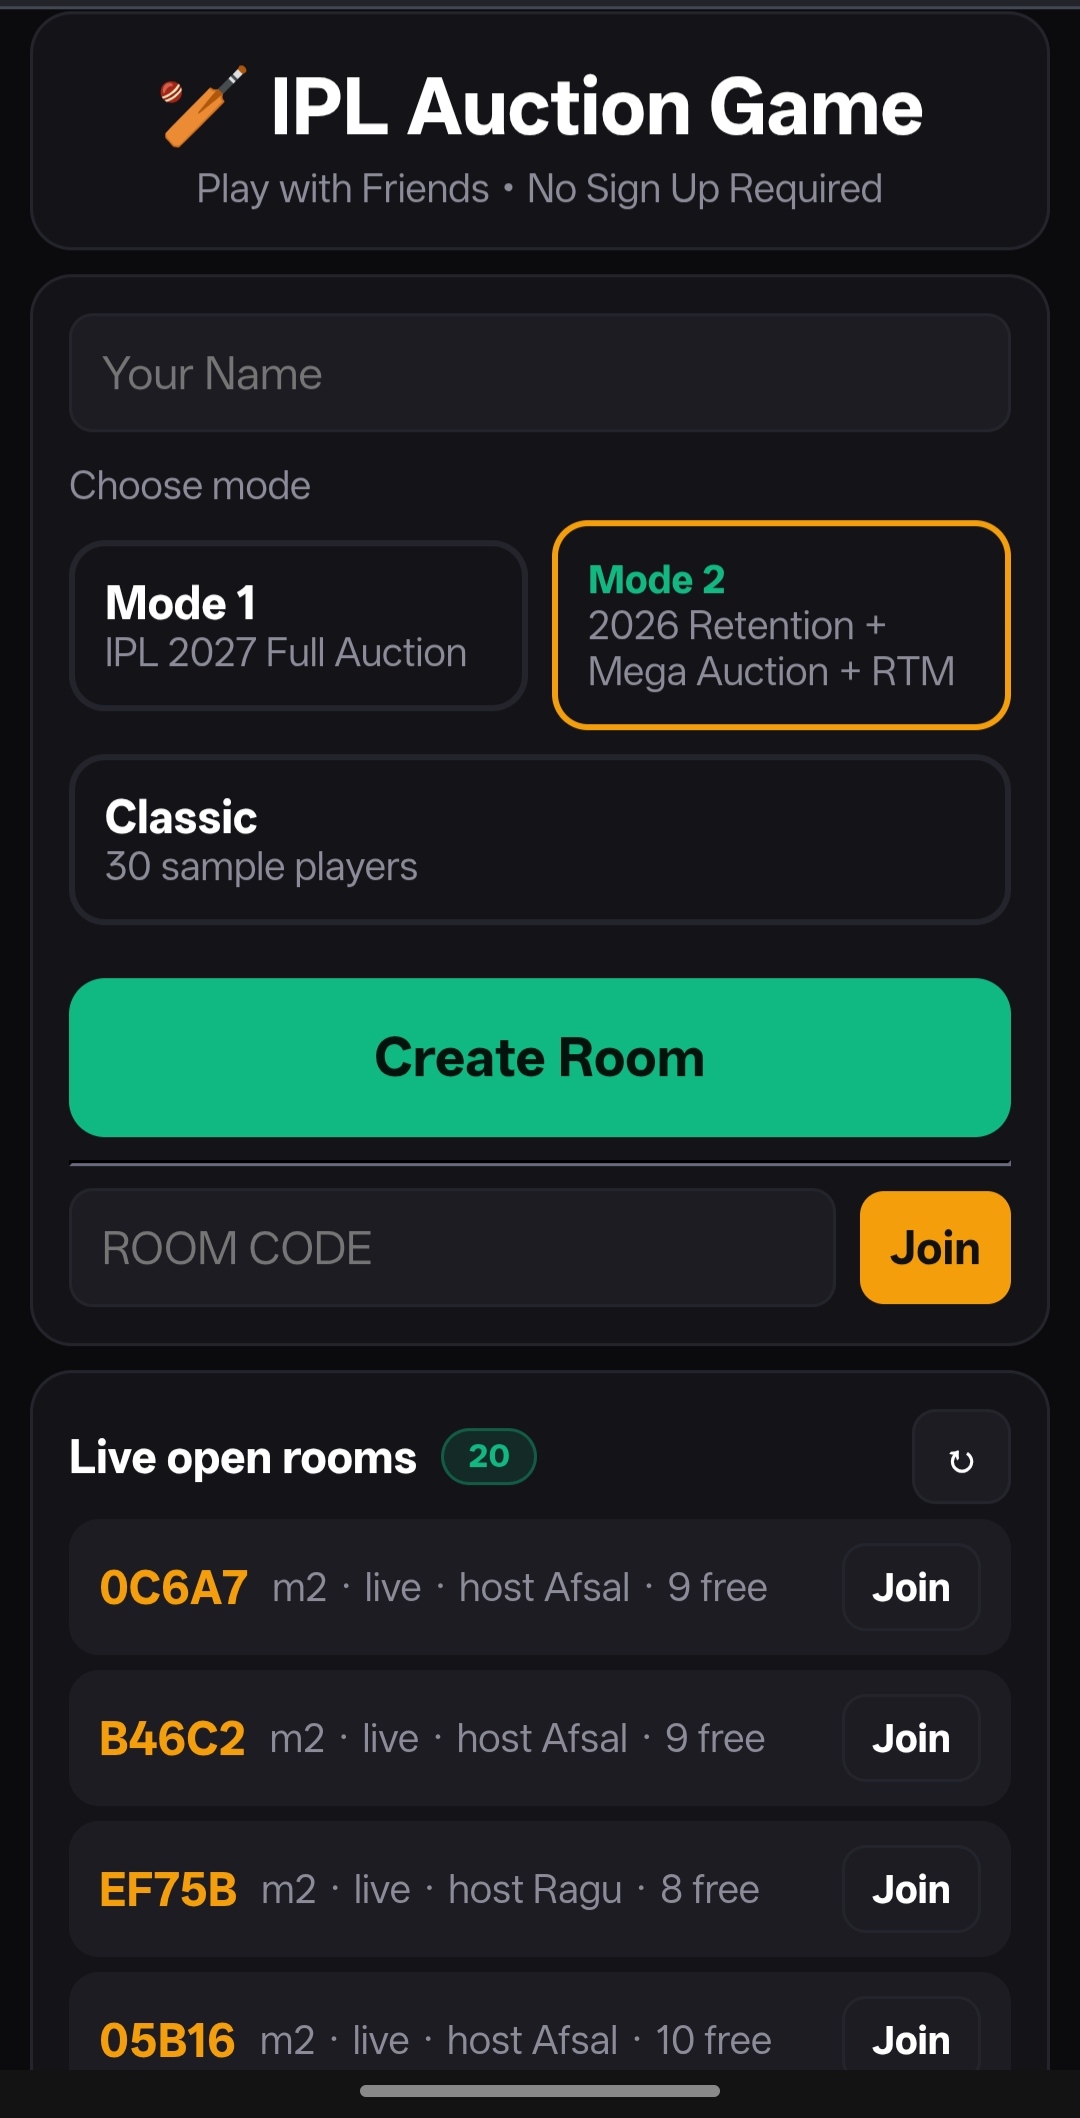 IPL Auction Game
Play with Friends • No Sign Up Required
Your Name
Choose mode
Mode 1
IPL 2027 Full Auction
Mode 2
2026 Retention +
Mega Auction + RTM
Classic
30 sample players
Create Room
ROOM CODE
Join
Live open rooms 20
0C6A7 m2 · live · host Afsal · 9 free Join
B46C2 m2 · live · host Afsal · 9 free Join
EF75B m2 · live · host Ragu · 8 free Join
05B16 m2 · live · host Afsal · 10 free Join